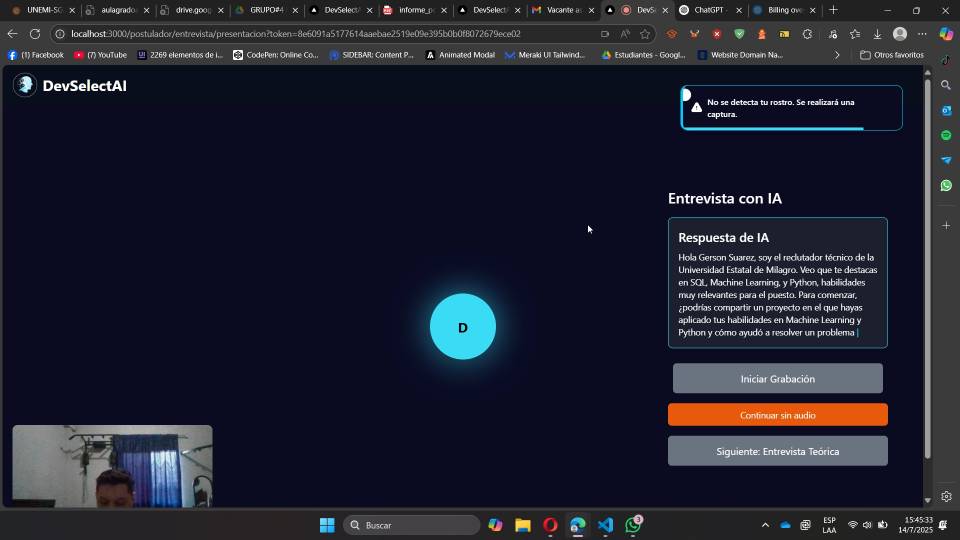 UNEMI-SG
aulagrado
drive.goog
GRUPO#4
DevSelectA
informe_p
DevSelectA
Vacante as
DevS
ChatGPT
Billing ove
localhost:3000/postulador/entrevista/presentacion?token=8e6091a5177614aaebae2519e09e395b0b0f8072679ece02
(1) Facebook
(7) YouTube
2269 elementos de i...
CodePen: Online Co...
SIDEBAR: Content P...
Animated Modal
Meraki UI Tailwind...
Estudiantes - Googl...
Website Domain Na...
Otros favoritos
DevSelectAI
No se detecta tu rostro. Se realizará una
captura.
Entrevista con IA
Respuesta de IA
Hola Gerson Suarez, soy el reclutador técnico de la
Universidad Estatal de Milagro. Veo que te destacas
en SQL, Machine Learning, y Python, habilidades
muy relevantes para el puesto. Para comenzar,
¿podrías compartir un proyecto en el que hayas
aplicado tus habilidades en Machine Learning y
Python y cómo ayudó a resolver un problema |
D
Iniciar Grabación
Continuar sin audio
Siguiente: Entrevista Teórica
Buscar
3
ESP
LAA
15:45:33
14/7/2025